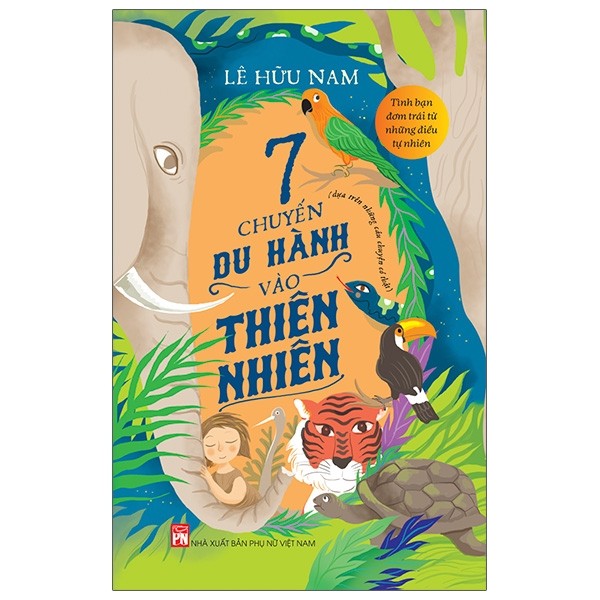 LÊ HỮU NAM
Tình bạn
đơm trái từ
những điều
tự nhiên
7
CHUYẾN
DU HÀNH
VÀO
THIÊN
NHIÊN
(dựa trên những câu chuyện có thật)
PN
NHÀ XUẤT BẢN PHỤ NỮ VIỆT NAM